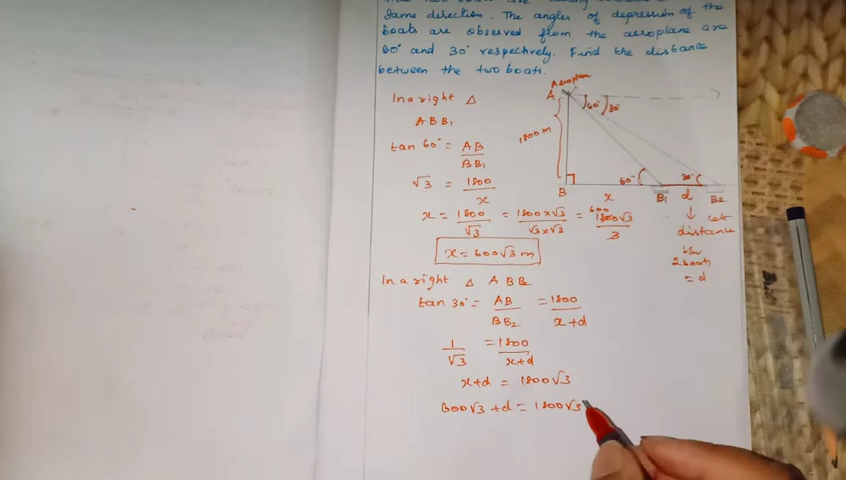 same direction. The angles of depression of the
boats are observed from the aeroplane are
60° and 30° respectively. Find the distance
between the two boats.
Aeroplane
A
60°
30°
1800 m
60°
30°
B
x
B1
d
B2
↓
let
distance
b/w
2 boats
= d
In a right Δ
ABB1
tan 60° = AB/BB1
√3 = 1800/x
x = 1800/√3 = 1800×√3/√3×√3 = 600 1800√3/3
x = 600√3 m
In a right Δ ABB2
tan 30° = AB/BB2 = 1800/x+d
1/√3 = 1800/x+d
x+d = 1800√3
600√3 + d = 1800√3